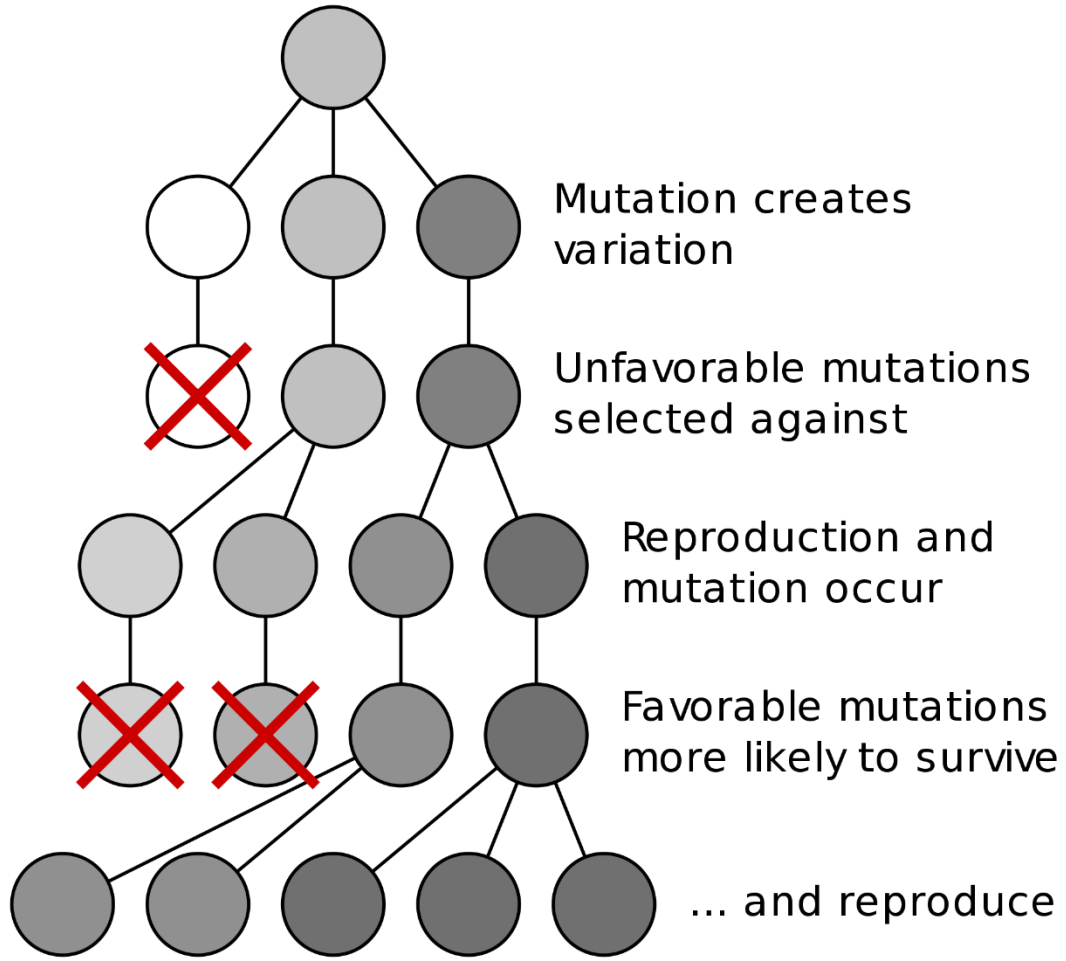 Mutation creates
variation
Unfavorable mutations
selected against
Reproduction and
mutation occur
Favorable mutations
more likely to survive
... and reproduce